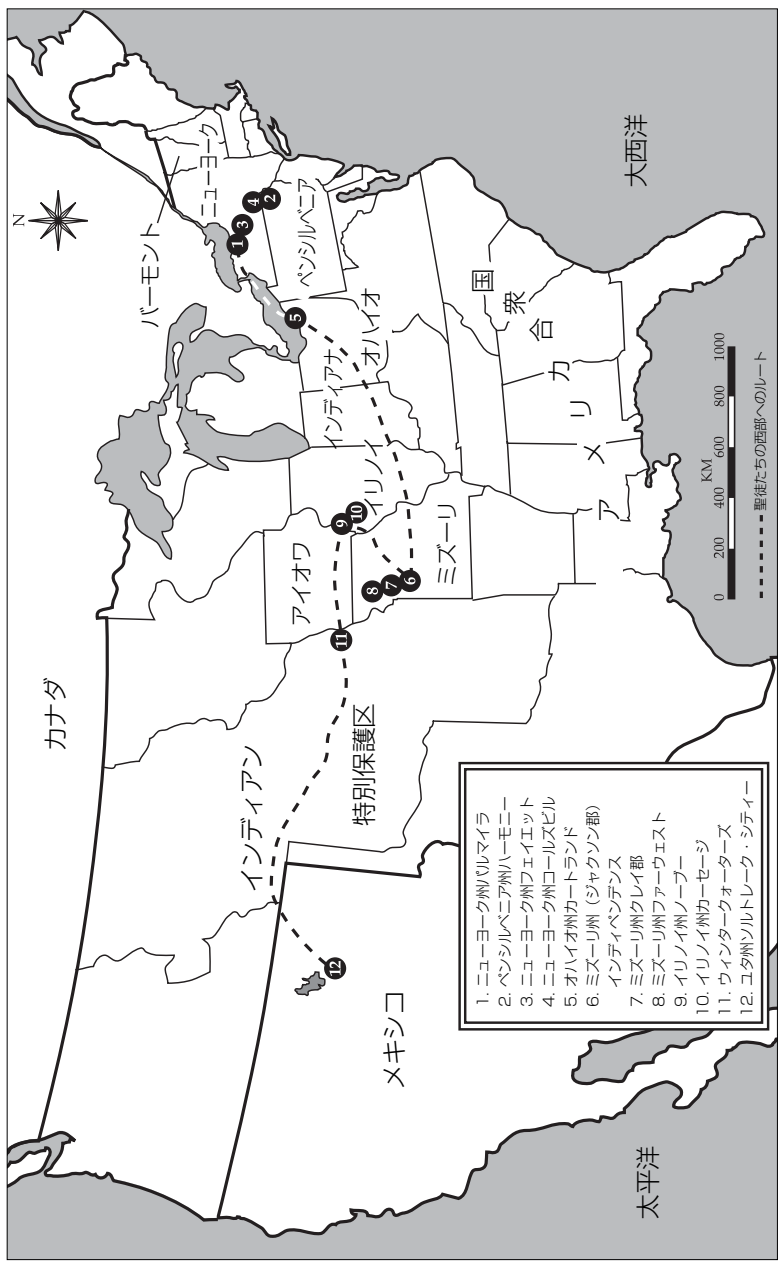 N
カナダ
バーモント
ニューヨーク
ペンシルベニア
オハイオ
インディアナ
イリノイ
アイオワ
ミズーリ
インディアン
特別保護区
メキシコ
アメリカ合衆国
大西洋
太平洋
1
2
3
4
5
6
7
8
9
10
11
12
KM
0 200 400 600 800 1000
聖徒たちの西部へのルート
1. ニューヨーク州パルマイラ
2. ペンシルベニア州ハーモニー
3. ニューヨーク州フェイエット
4. ニューヨーク州コールズビル
5. オハイオ州カートランド
6. ミズーリ州（ジャクソン郡）
インディペンデンス
7. ミズーリ州クレイ郡
8. ミズーリ州ファーウェスト
9. イリノイ州ノーブー
10. イリノイ州カーセージ
11. ウィンタークォーターズ
12. ユタ州ソルトレーク・シティー